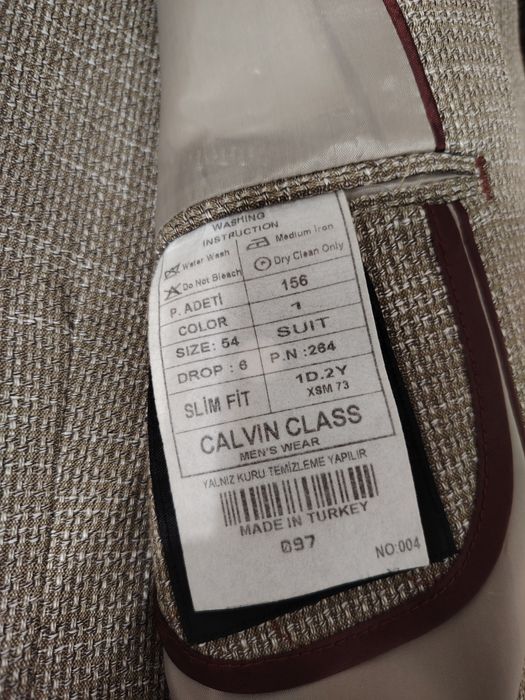 WASHING
INSTRUCTION
Water Wash
Medium Iron
Do Not Bleach
Dry Clean Only
P. ADETİ
156
COLOR
1
SIZE: 54
SUIT
DROP : 6
P.N :264
SLİM FİT
1D.2Y
XSM 73
CALVIN CLASS
MEN'S WEAR
YALNIZ KURU TEMİZLEME YAPILIR
MADE IN TURKEY
097
NO:004